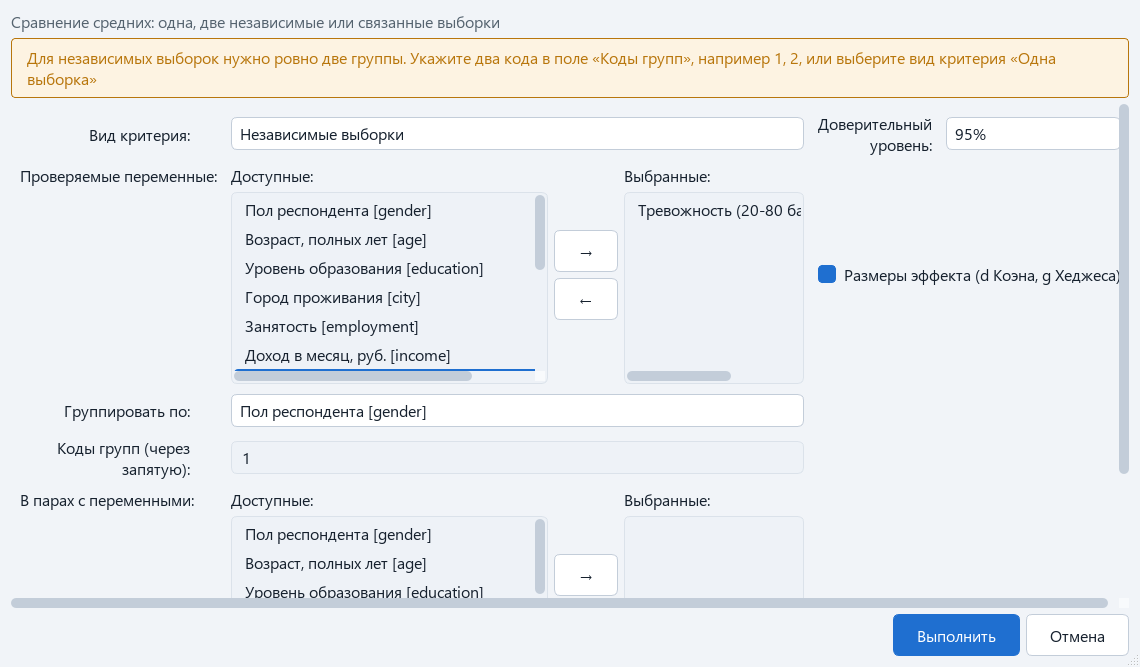 Сравнение средних: одна, две независимые или связанные выборки
Для независимых выборок нужно ровно две группы. Укажите два кода в поле «Коды групп», например 1, 2, или выберите вид критерия «Одна
выборка»
Вид критерия:
Независимые выборки
Доверительный
уровень:
95%
Проверяемые переменные:
Доступные:
Выбранные:
Пол респондента [gender]
Возраст, полных лет [age]
Уровень образования [education]
Город проживания [city]
Занятость [employment]
Доход в месяц, руб. [income]
→
←
Тревожность (20-80 ба
Размеры эффекта (d Коэна, g Хеджеса)
Группировать по:
Пол респондента [gender]
Коды групп (через
запятую):
1
В парах с переменными:
Доступные:
Выбранные:
Пол респондента [gender]
Возраст, полных лет [age]
Уровень образования [education]
→
Выполнить
Отмена